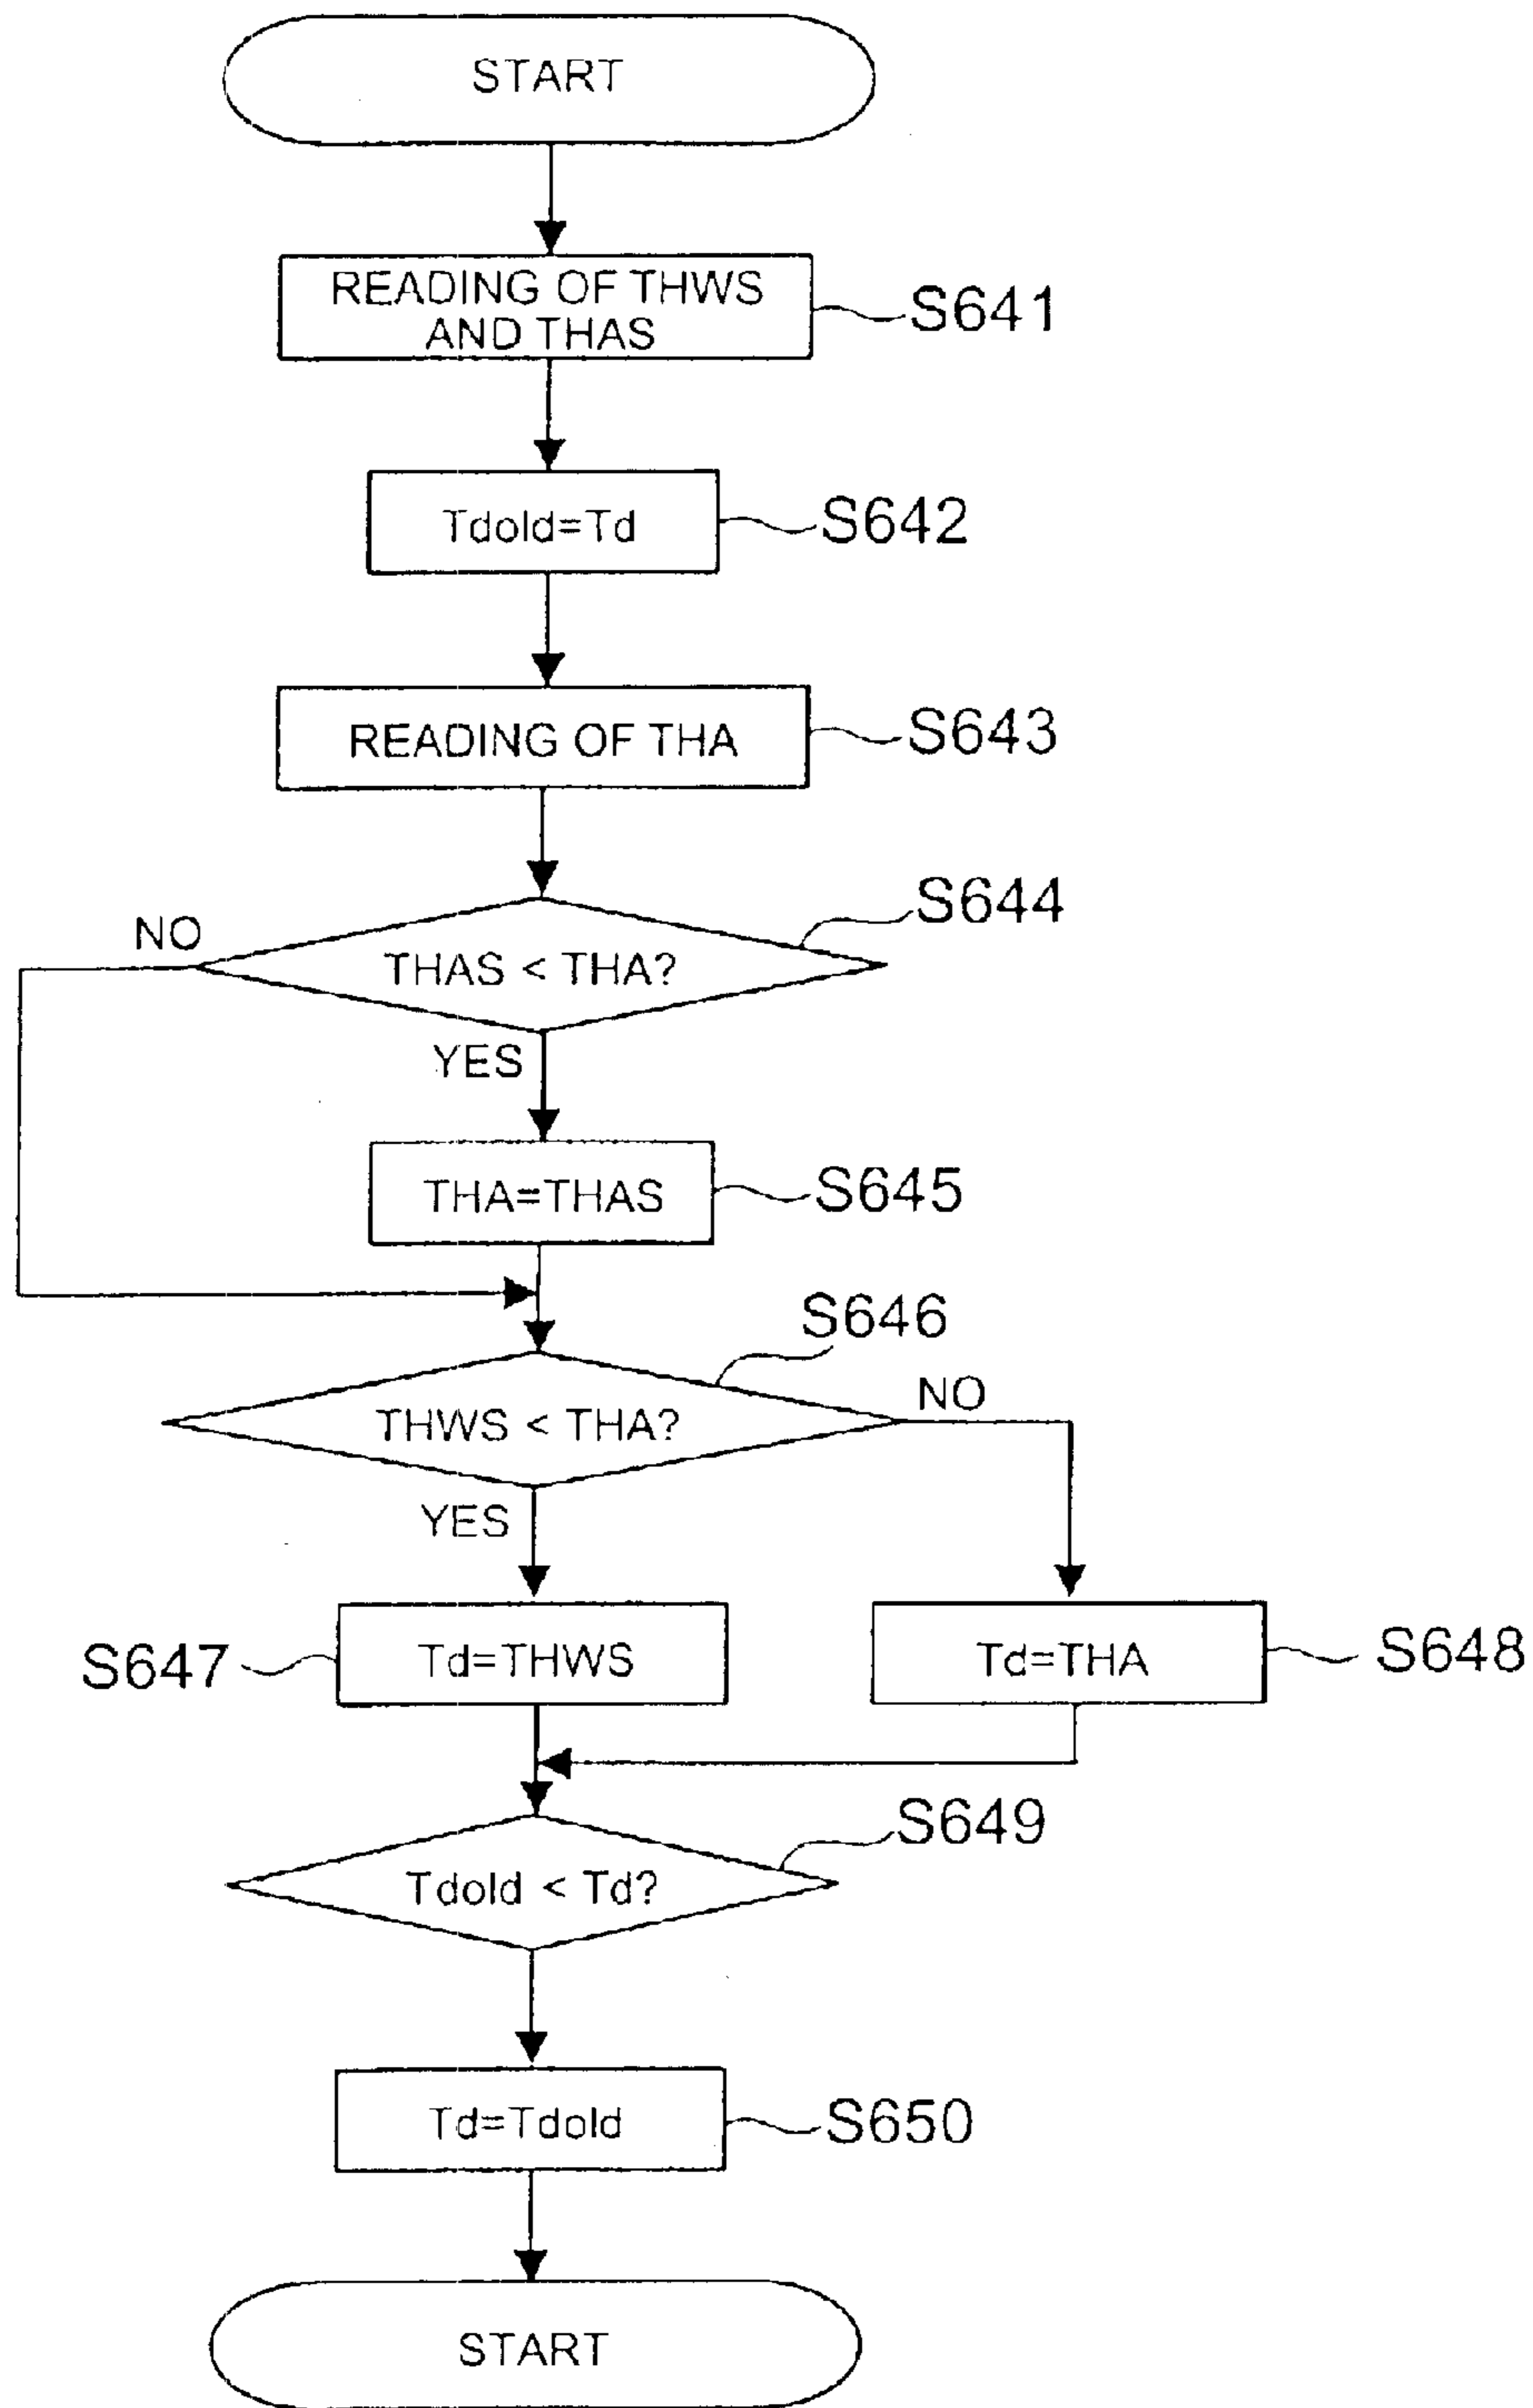 START
READING OF THWS
AND THAS
S641
Tdold=Td
S642
READING OF THA
S643
S644
NO
THAS < THA?
YES
THA=THAS
S645
S646
NO
THWS < THA?
YES
S647
Td=THWS
Td=THA
S648
S649
Tdold < Td?
Td=Tdold
S650
START